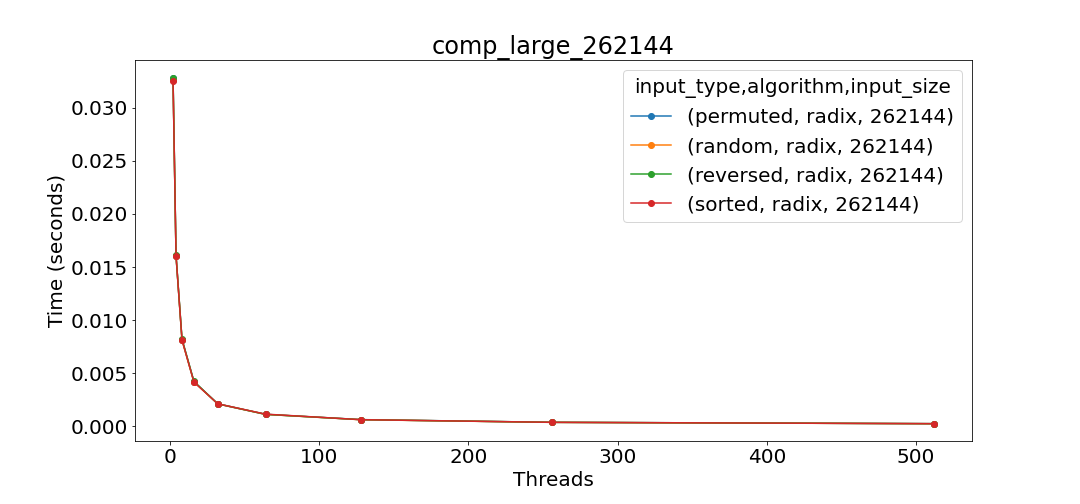 comp_large_262144
input_type,algorithm,input_size
(permuted, radix, 262144)
(random, radix, 262144)
(reversed, radix, 262144)
(sorted, radix, 262144)
Time (seconds)
0.030
0.025
0.020
0.015
0.010
0.005
0.000
0 100 200 300 400 500
Threads